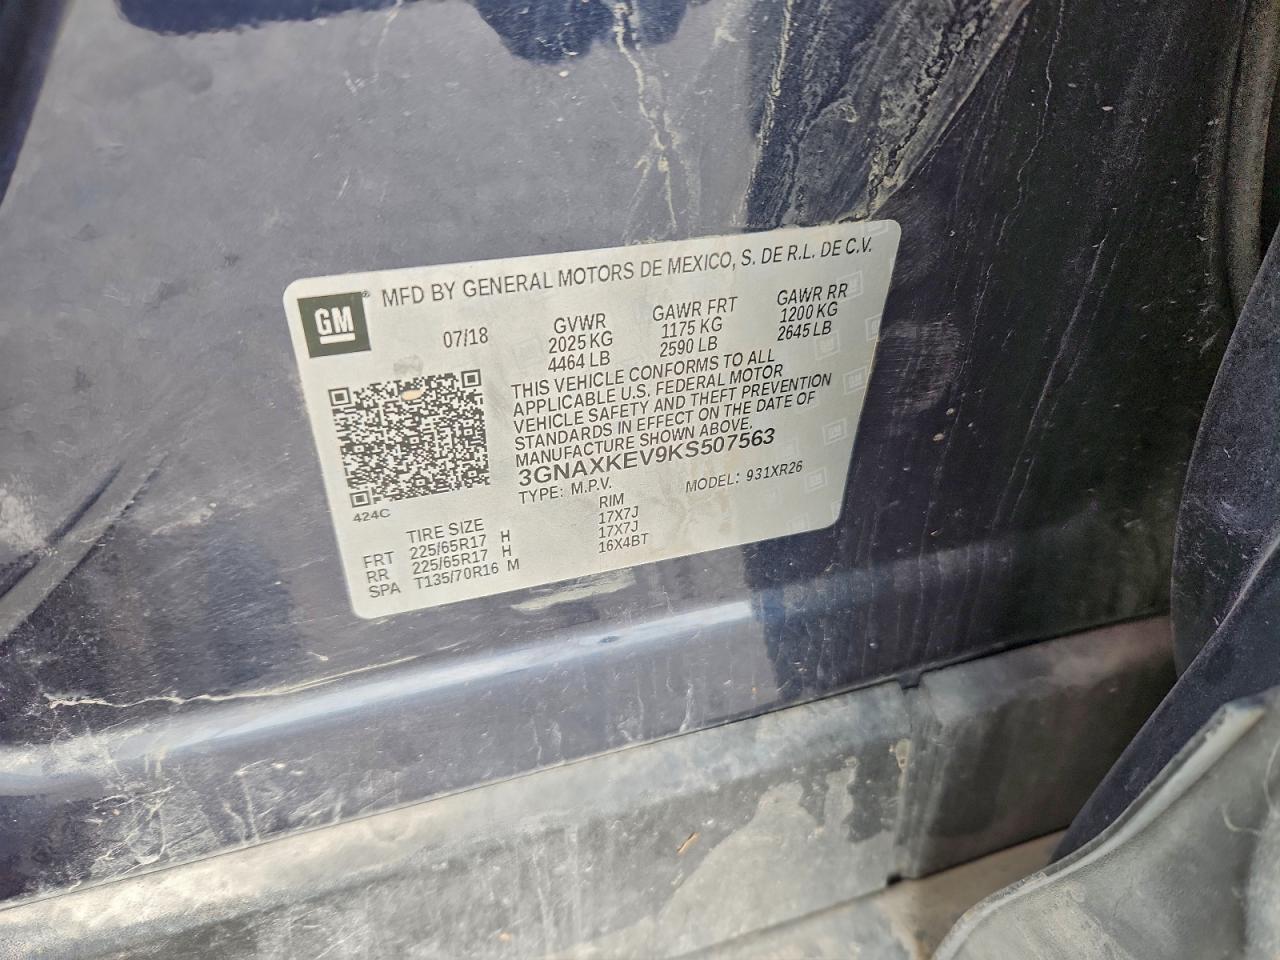 GM
® MFD BY GENERAL MOTORS DE MEXICO, S. DE R.L. DE C.V.
07/18
GVWR
2025 KG
4464 LB
GAWR FRT
1175 KG
2590 LB
GAWR RR
1200 KG
2645 LB
THIS VEHICLE CONFORMS TO ALL
APPLICABLE U.S. FEDERAL MOTOR
VEHICLE SAFETY AND THEFT PREVENTION
STANDARDS IN EFFECT ON THE DATE OF
MANUFACTURE SHOWN ABOVE.
3GNAXKEV9KS507563
TYPE: M.P.V.
MODEL: 931XR26
424C
TIRE SIZE
RIM
FRT 225/65R17 H 17X7J
RR 225/65R17 H 17X7J
SPA T135/70R16 M 16X4BT